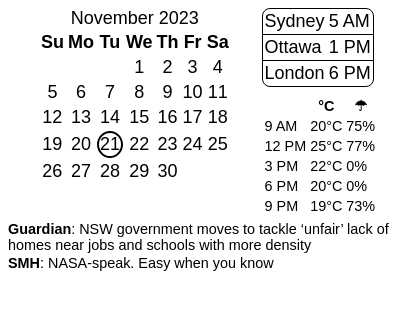 November 2023
Su Mo Tu We Th Fr Sa
1 2 3 4
5 6 7 8 9 10 11
12 13 14 15 16 17 18
19 20 21 22 23 24 25
26 27 28 29 30
Sydney 5 AM
Ottawa 1 PM
London 6 PM
°C ☂
9 AM 20°C 75%
12 PM 25°C 77%
3 PM 22°C 0%
6 PM 20°C 0%
9 PM 19°C 73%
Guardian: NSW government moves to tackle ‘unfair’ lack of
homes near jobs and schools with more density
SMH: NASA-speak. Easy when you know